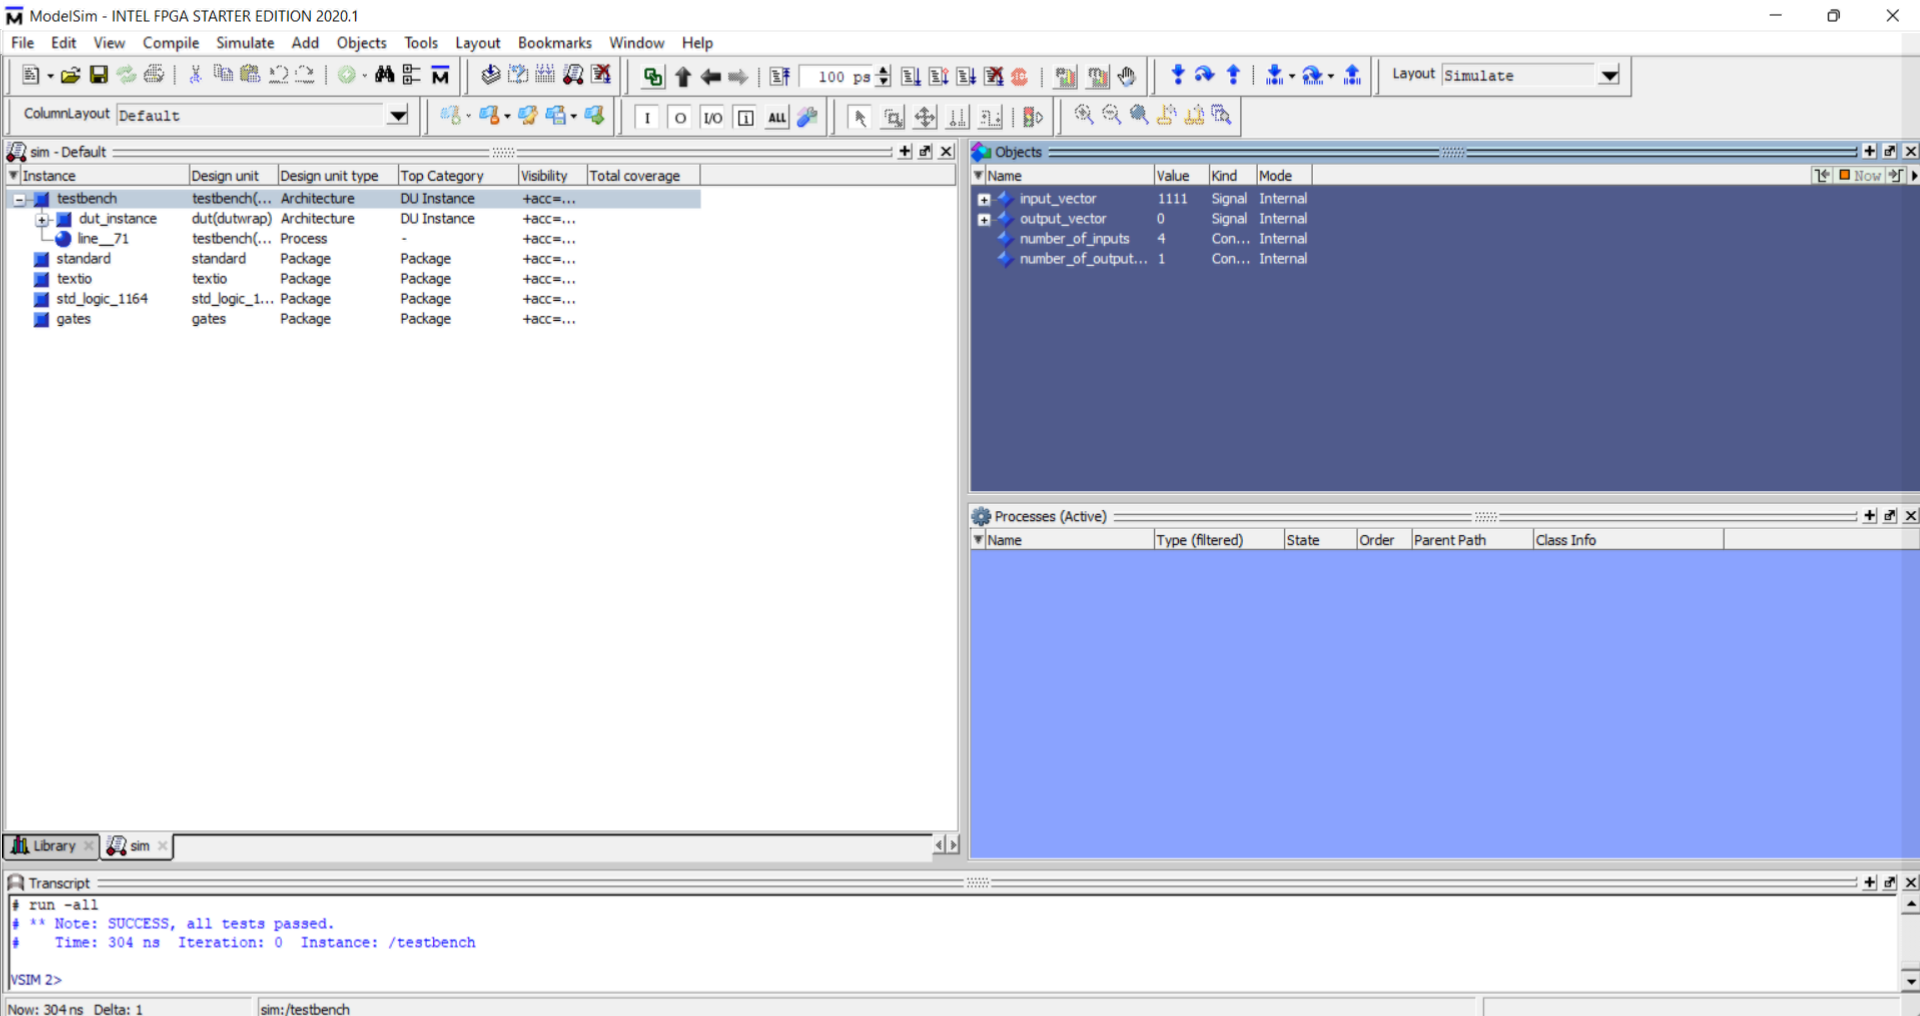 ModelSim - INTEL FPGA STARTER EDITION 2020.1
File Edit View Compile Simulate Add Objects Tools Layout Bookmarks Window Help
100 ps
Layout Simulate
ColumnLayout Default
I O I/O ALL
sim - Default
Instance Design unit Design unit type Top Category Visibility Total coverage
testbench testbench(... Architecture DU Instance +acc=...
dut_instance dut(dutwrap) Architecture DU Instance +acc=...
line__71 testbench(... Process - +acc=...
standard standard Package Package +acc=...
textio textio Package Package +acc=...
std_logic_1164 std_logic_1... Package Package +acc=...
gates gates Package Package +acc=...
Objects
Name Value Kind Mode
Now
input_vector 1111 Signal Internal
output_vector 0 Signal Internal
number_of_inputs 4 Con... Internal
number_of_output... 1 Con... Internal
Processes (Active)
Name Type (filtered) State Order Parent Path Class Info
Library sim
Transcript
# run -all
# ** Note: SUCCESS, all tests passed.
# Time: 304 ns Iteration: 0 Instance: /testbench
VSIM 2>
Now: 304 ns Delta: 1 sim:/testbench